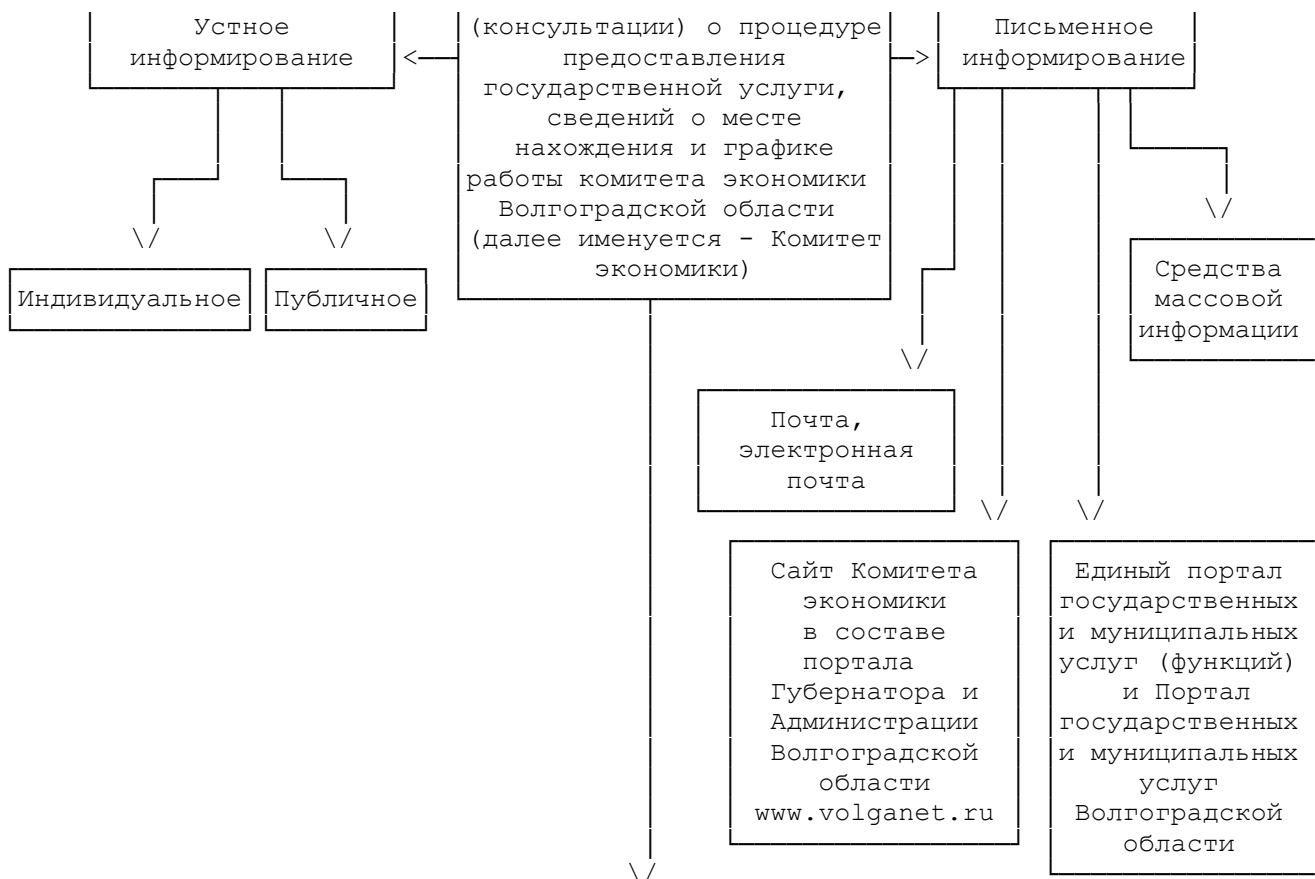 Устное
информирование
(консультации) о процедуре
предоставления
государственной услуги,
сведений о месте
нахождения и графике
работы комитета экономики
Волгоградской области
(далее именуется - Комитет
экономики)
Письменное
информирование
Индивидуальное
Публичное
Средства
массовой
информации
Почта,
электронная
почта
Сайт Комитета
экономики
в составе
портала
Губернатора и
Администрации
Волгоградской
области
www.volganet.ru
Единый портал
государственных
и муниципальных
услуг (функций)
и Портал
государственных
и муниципальных
услуг
Волгоградской
области